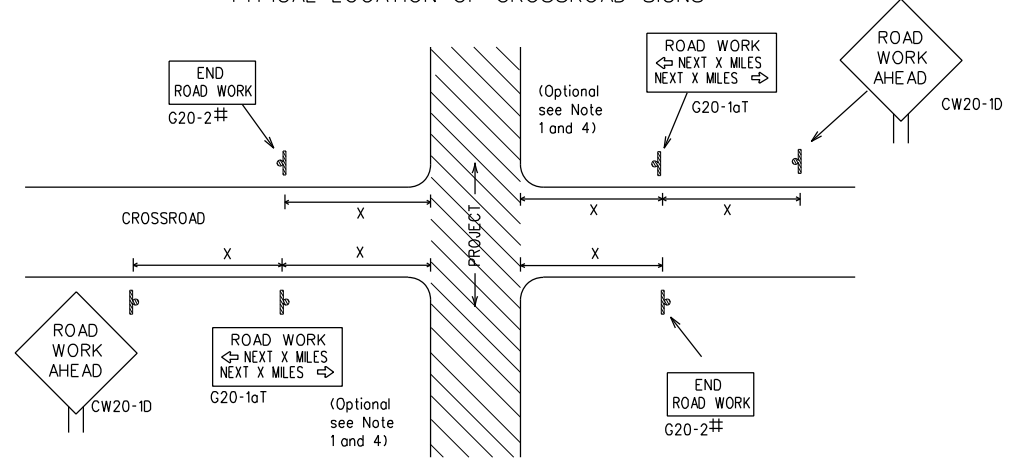 TYPICAL LOCATION OF CROSSROAD SIGNS
ROAD
WORK
AHEAD
CW20-1D
ROAD WORK
⇦ NEXT X MILES
NEXT X MILES ⇨
G20-1aT
(Optional
see Note
1 and 4)
END
ROAD WORK
G20-2#
X
X
X
CROSSROAD
PROJECT
X
X
X
ROAD
WORK
AHEAD
CW20-1D
ROAD WORK
⇦ NEXT X MILES
NEXT X MILES ⇨
G20-1aT
(Optional
see Note
1 and 4)
END
ROAD WORK
G20-2#